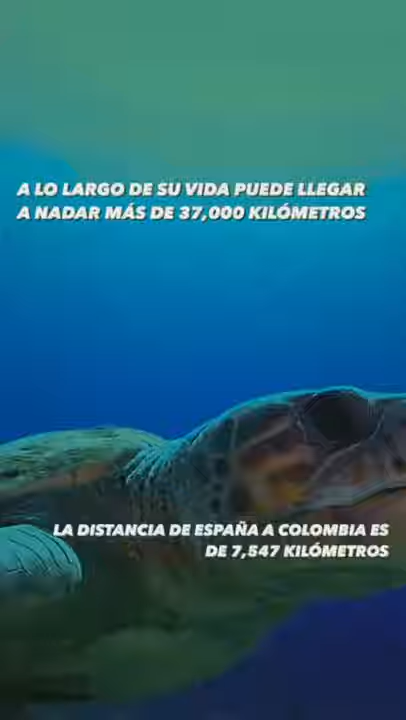 A LO LARGO DE SU VIDA PUEDE LLEGAR
A NADAR MÁS DE 37,000 KILÓMETROS
LA DISTANCIA DE ESPAÑA A COLOMBIA ES
DE 7,547 KILÓMETROS